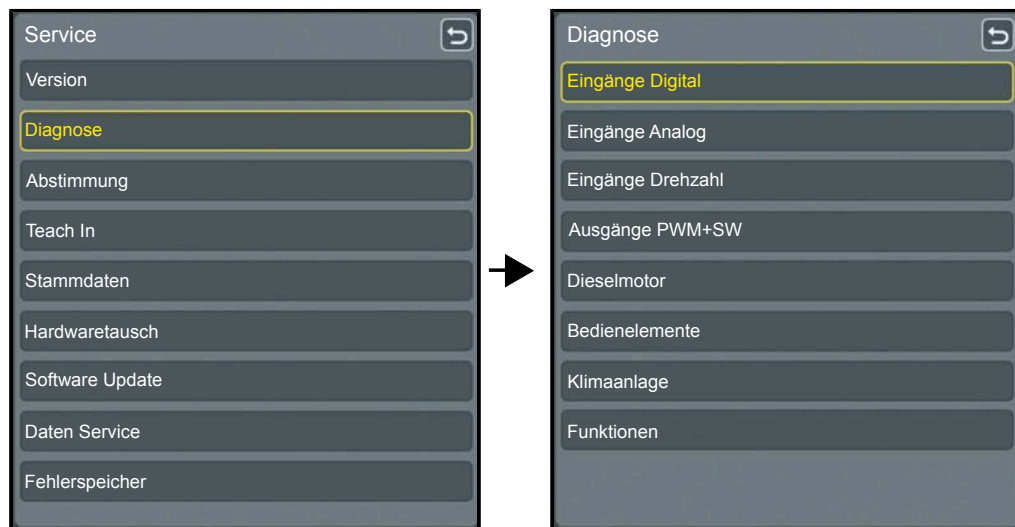 Service
Version
Diagnose
Abstimmung
Teach In
Stammdaten
Hardwaretausch
Software Update
Daten Service
Fehlerspeicher
Diagnose
Eingänge Digital
Eingänge Analog
Eingänge Drehzahl
Ausgänge PWM+SW
Dieselmotor
Bedienelemente
Klimaanlage
Funktionen